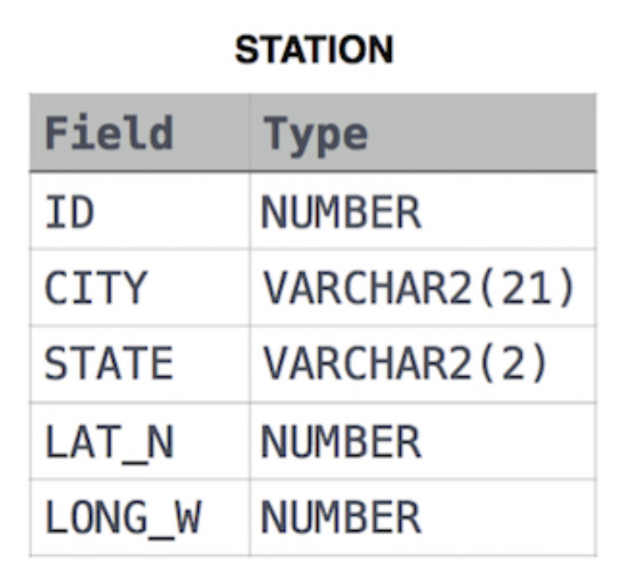 STATION
Field Type
ID NUMBER
CITY VARCHAR2(21)
STATE VARCHAR2(2)
LAT_N NUMBER
LONG_W NUMBER